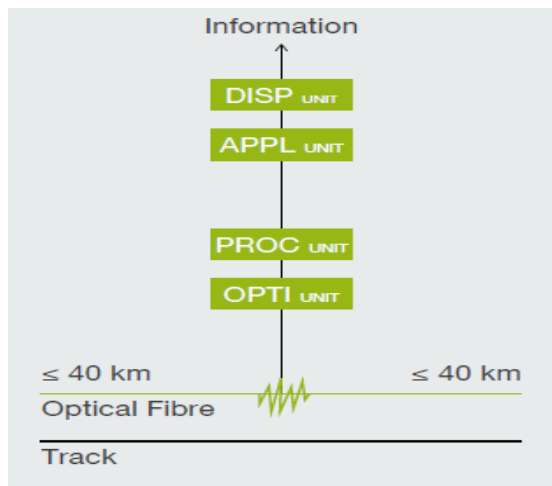 Information
DISP UNIT
APPL UNIT
PROC UNIT
OPTI UNIT
≤ 40 km ≤ 40 km
Optical Fibre
Track